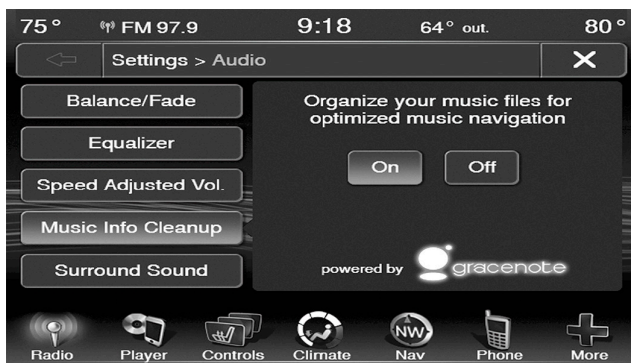 75° FM 97.9 9:18 64° out. 80°
Settings > Audio
Balance/Fade
Equalizer
Speed Adjusted Vol.
Music Info Cleanup
Surround Sound
Organize your music files for
optimized music navigation
On Off
powered by gracenote
NW
Radio Player Controls Climate Nav Phone More